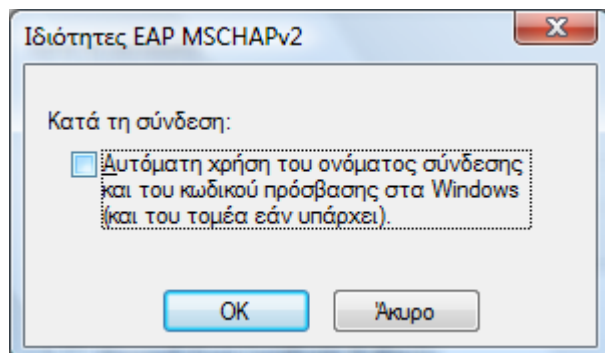 Ιδιότητες EAP MSCHAPv2
Κατά τη σύνδεση:
Αυτόματη χρήση του ονόματος σύνδεσης
και του κωδικού πρόσβασης στα Windows
(και του τομέα εάν υπάρχει).
OK
Άκυρο